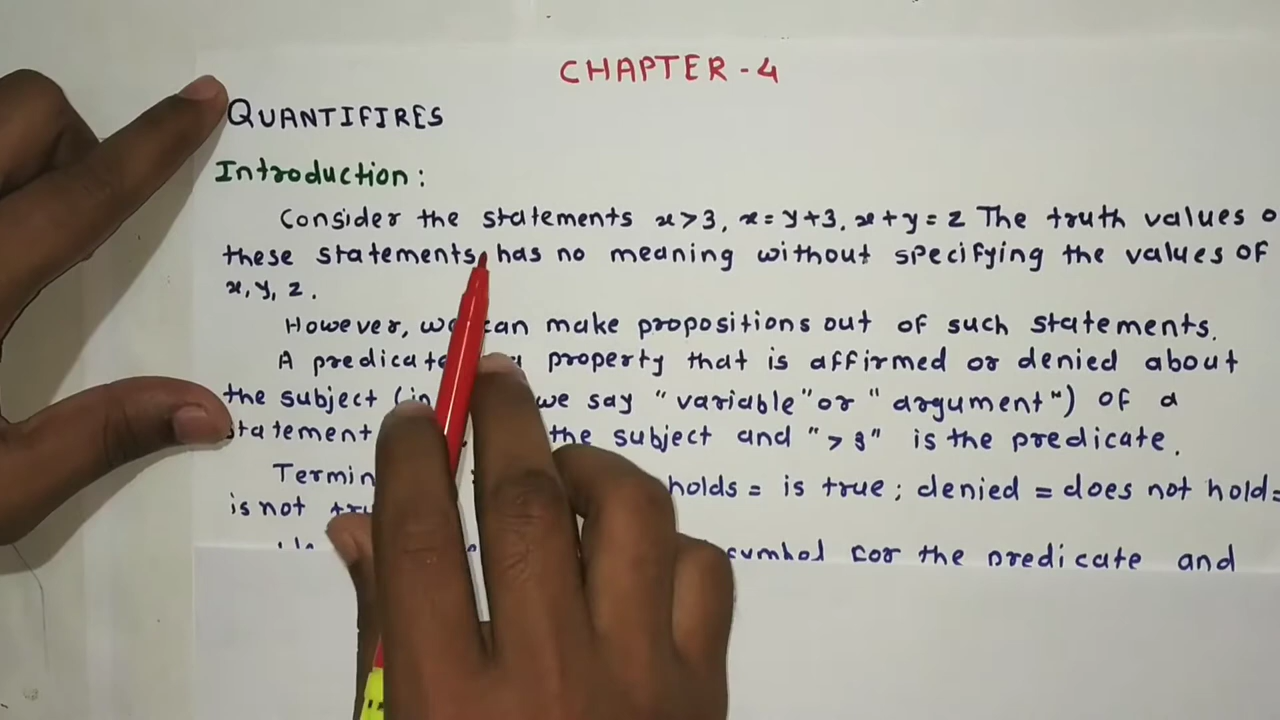 CHAPTER - 4
QUANTIFIRES
Introduction :
Consider the statements x > 3, x = y + 3, x + y = z The truth values o
these statements has no meaning without specifying the values of
x, y, z.
However, we can make propositions out of such statements.
A predicate property that is affirmed or denied about
the subject (in we say "variable" or "argument") of a
statement the subject and "> 3" is the predicate.
holds = is true ; denied = does not hold =
is not
symbol for the predicate and